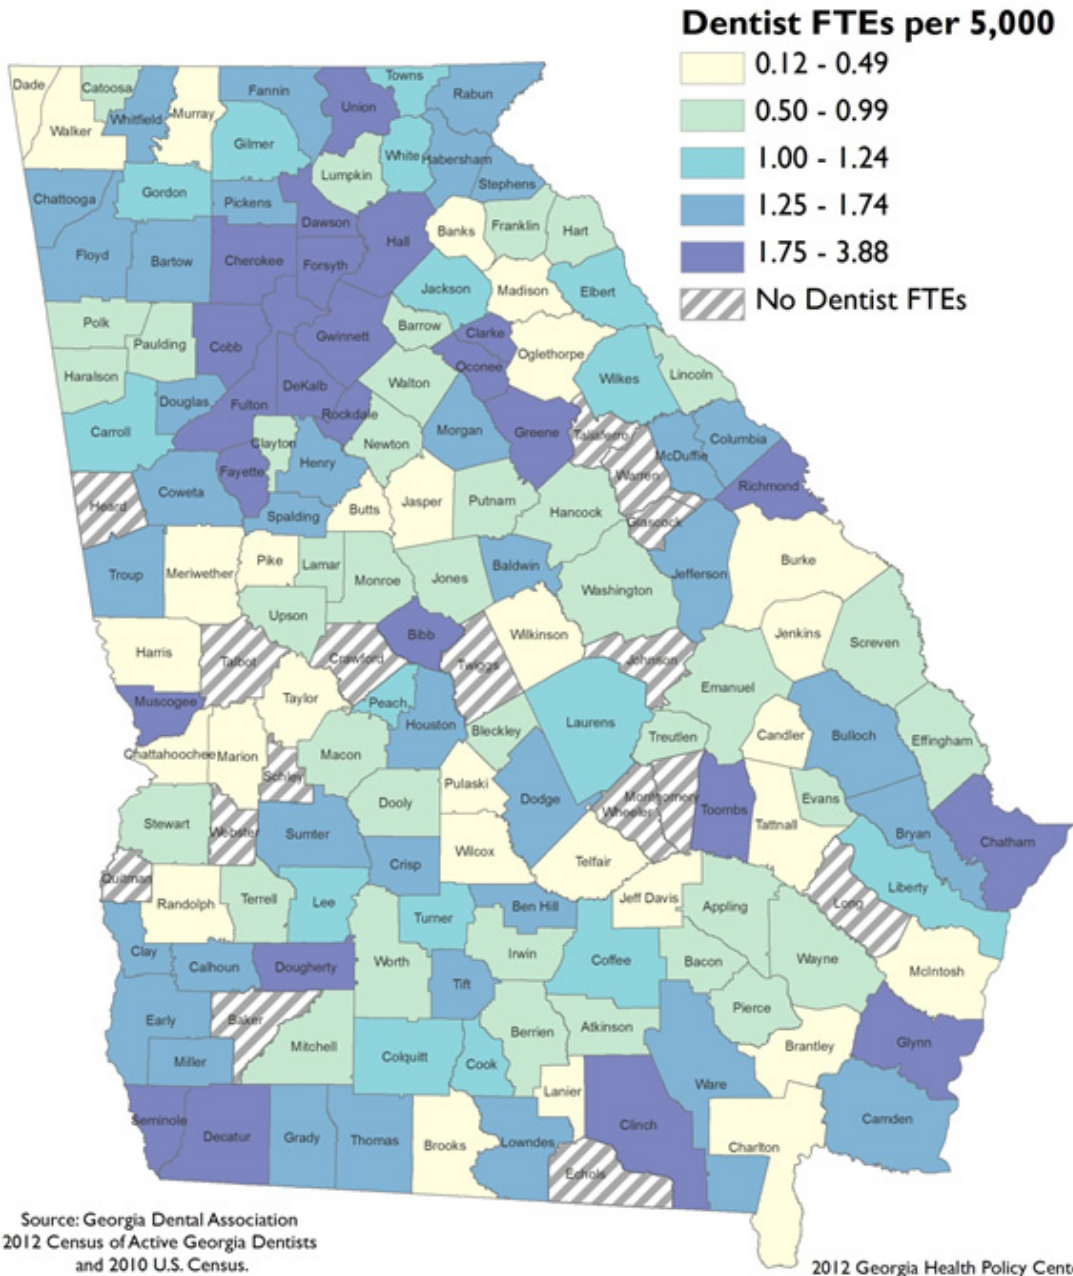 Dentist FTEs per 5,000
0.12 - 0.49
0.50 - 0.99
1.00 - 1.24
1.25 - 1.74
1.75 - 3.88
No Dentist FTEs
Dade
Catoosa
Whitfield
Murray
Fannin
Union
Towns
Rabun
Walker
Gilmer
White
Habersham
Lumpkin
Stephens
Chattooga
Gordon
Pickens
Dawson
Hall
Banks
Franklin
Hart
Floyd
Bartow
Cherokee
Forsyth
Jackson
Madison
Elbert
Polk
Paulding
Cobb
Gwinnett
Barrow
Clarke
Oconee
Oglethorpe
Wilkes
Lincoln
Haralson
Douglas
Fulton
DeKalb
Rockdale
Walton
Carroll
Clayton
Henry
Newton
Morgan
Greene
Taliaferro
McDuffie
Columbia
Warren
Richmond
Heard
Coweta
Fayette
Spalding
Butts
Jasper
Putnam
Hancock
Glascock
Troup
Meriwether
Pike
Lamar
Monroe
Jones
Baldwin
Washington
Jefferson
Burke
Upson
Bibb
Wilkinson
Jenkins
Screven
Harris
Talbot
Crawford
Twiggs
Johnson
Emanuel
Muscogee
Taylor
Peach
Houston
Bleckley
Laurens
Treutlen
Candler
Bulloch
Effingham
Chattahoochee
Marion
Schley
Macon
Pulaski
Dodge
Wheeler
Montgomery
Toombs
Tattnall
Evans
Stewart
Webster
Sumter
Dooly
Crisp
Wilcox
Telfair
Bryan
Chatham
Quitman
Randolph
Terrell
Lee
Turner
Ben Hill
Jeff Davis
Appling
Long
Liberty
Clay
Calhoun
Dougherty
Worth
Tift
Irwin
Coffee
Bacon
Wayne
McIntosh
Early
Baker
Mitchell
Miller
Colquitt
Cook
Berrien
Atkinson
Pierce
Brantley
Glynn
Seminole
Decatur
Grady
Thomas
Brooks
Lowndes
Lanier
Clinch
Echols
Ware
Charlton
Camden
Source: Georgia Dental Association
2012 Census of Active Georgia Dentists
and 2010 U.S. Census.
2012 Georgia Health Policy Cente